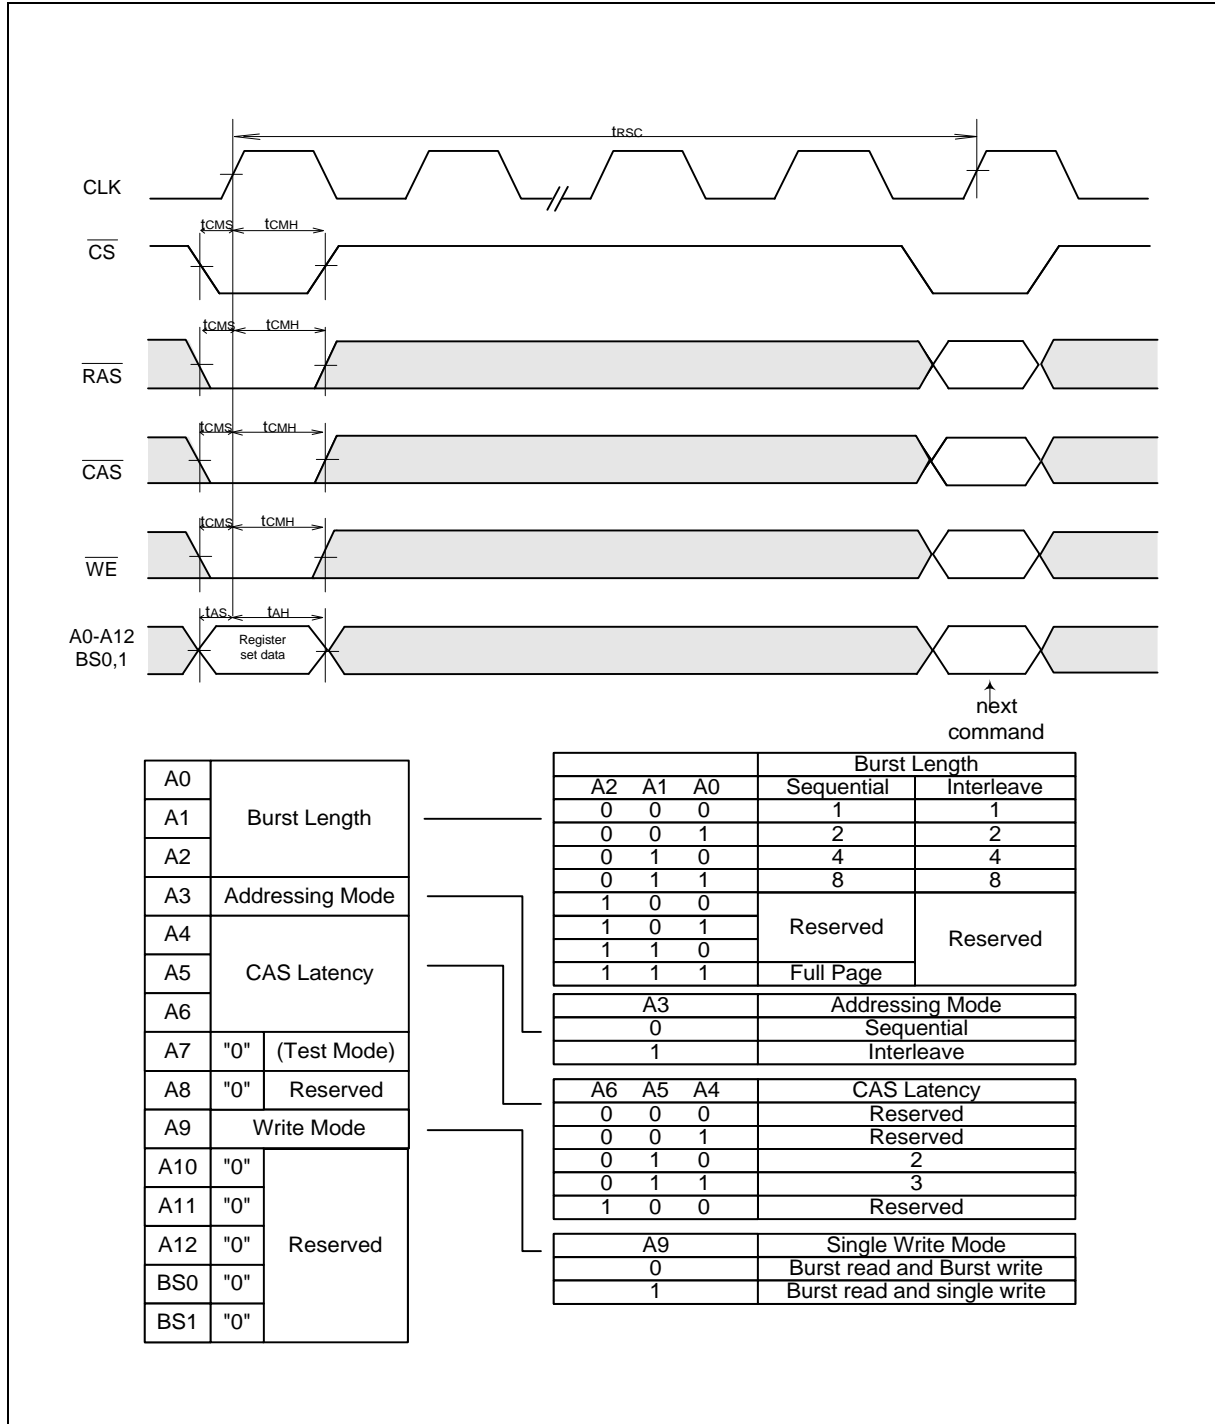 tRSC
CLK
tCMS tCMH
CS
tCMS tCMH
RAS
tCMS tCMH
CAS
tCMS tCMH
WE
tAS tAH
A0-A12
BS0,1
Register
set data
next
command
A0
A1 Burst Length
A2
A3 Addressing Mode
A4
A5 CAS Latency
A6
A7 "0" (Test Mode)
A8 "0" Reserved
A9 Write Mode
A10 "0"
A11 "0"
A12 "0" Reserved
BS0 "0"
BS1 "0"
Burst Length
A2 A1 A0 Sequential Interleave
0 0 0 1 1
0 0 1 2 2
0 1 0 4 4
0 1 1 8 8
1 0 0
1 0 1 Reserved Reserved
1 1 0
1 1 1 Full Page
A3 Addressing Mode
0 Sequential
1 Interleave
A6 A5 A4 CAS Latency
0 0 0 Reserved
0 0 1 Reserved
0 1 0 2
0 1 1 3
1 0 0 Reserved
A9 Single Write Mode
0 Burst read and Burst write
1 Burst read and single write